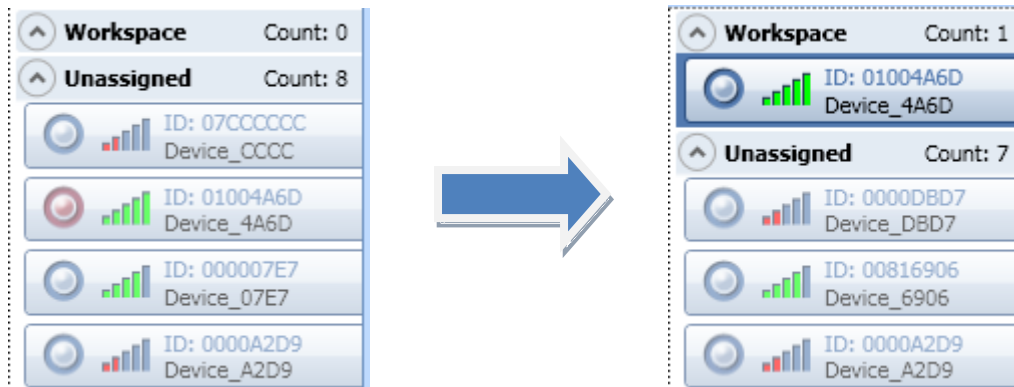 Workspace Count: 0
Unassigned Count: 8
ID: 07CCCCCC
Device_CCCC
ID: 01004A6D
Device_4A6D
ID: 000007E7
Device_07E7
ID: 0000A2D9
Device_A2D9
Workspace Count: 1
ID: 01004A6D
Device_4A6D
Unassigned Count: 7
ID: 0000DBD7
Device_DBD7
ID: 00816906
Device_6906
ID: 0000A2D9
Device_A2D9